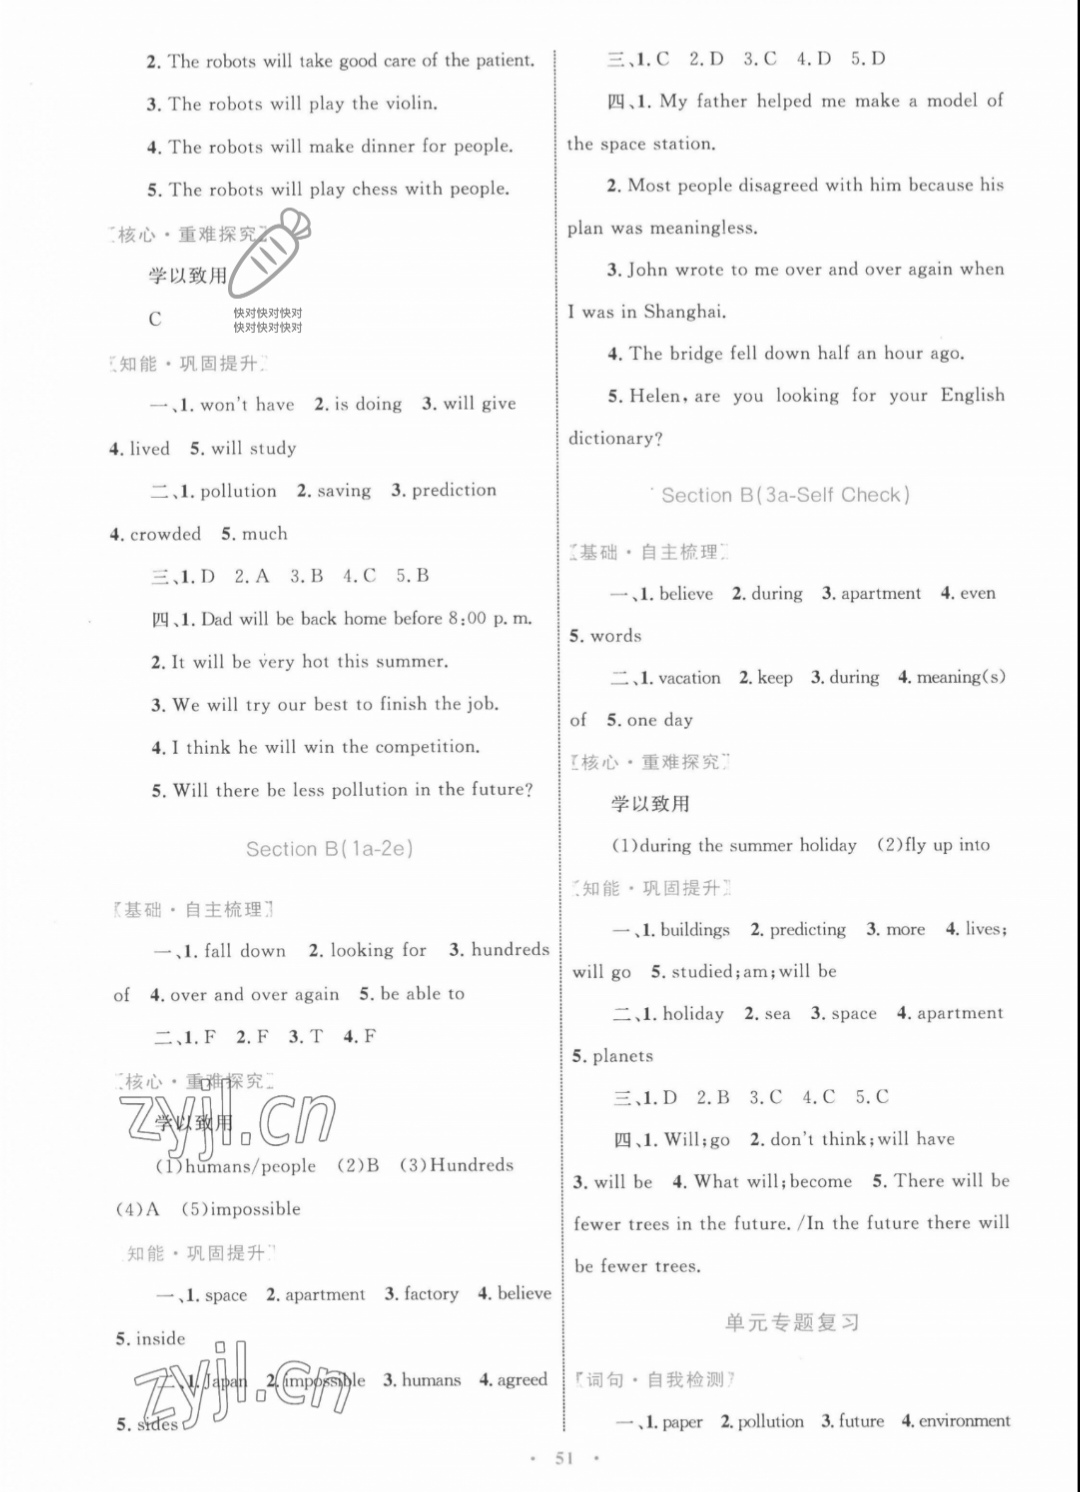 2. The robots will take good care of the patient.
3. The robots will play the violin.
4. The robots will make dinner for people.
5. The robots will play chess with people.
【核心·重难探究】
学以致用
C
快对快对快对
快对快对快对
【知能·巩固提升】
一、1. won't have 2. is doing 3. will give
4. lived 5. will study
二、1. pollution 2. saving 3. prediction
4. crowded 5. much
三、1. D 2. A 3. B 4. C 5. B
四、1. Dad will be back home before 8:00 p. m.
2. It will be very hot this summer.
3. We will try our best to finish the job.
4. I think he will win the competition.
5. Will there be less pollution in the future?
Section B(1a-2e)
【基础·自主梳理】
一、1. fall down 2. looking for 3. hundreds
of 4. over and over again 5. be able to
二、1. F 2. F 3. T 4. F
【核心·重难探究】
zyjl.cn
学以致用
(1)humans/people (2)B (3)Hundreds
(4)A (5)impossible
【知能·巩固提升】
一、1. space 2. apartment 3. factory 4. believe
5. inside
zyjl.cn
二、1. Japan 2. impossible 3. humans 4. agreed
5. sides
三、1. C 2. D 3. C 4. D 5. D
四、1. My father helped me make a model of
the space station.
2. Most people disagreed with him because his
plan was meaningless.
3. John wrote to me over and over again when
I was in Shanghai.
4. The bridge fell down half an hour ago.
5. Helen, are you looking for your English
dictionary?
Section B(3a-Self Check)
【基础·自主梳理】
一、1. believe 2. during 3. apartment 4. even
5. words
二、1. vacation 2. keep 3. during 4. meaning(s)
of 5. one day
【核心·重难探究】
学以致用
(1)during the summer holiday (2)fly up into
【知能·巩固提升】
一、1. buildings 2. predicting 3. more 4. lives;
will go 5. studied;am;will be
二、1. holiday 2. sea 3. space 4. apartment
5. planets
三、1. D 2. B 3. C 4. C 5. C
四、1. Will;go 2. don't think;will have
3. will be 4. What will;become 5. There will be
fewer trees in the future. /In the future there will
be fewer trees.
单元专题复习
【词句·自我检测】
一、1. paper 2. pollution 3. future 4. environment
· 51 ·